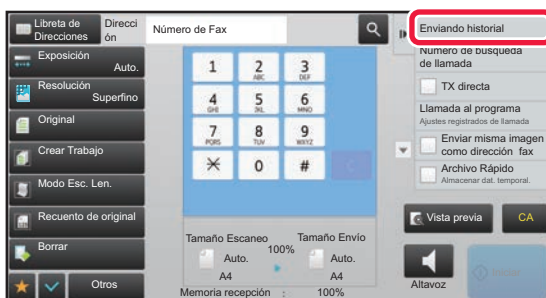 Libreta de
Direcciones
Direcci
ón
Número de Fax
Enviando historial
Exposición
Auto.
Resolución
Superfino
Original
Crear Trabajo
Modo Esc. Len.
Recuento de original
Borrar
Otros
1
2
ABC
3
DEF
4
GHI
5
JKL
6
MNO
7
PQRS
8
TUV
9
WXYZ
0
#
C
Número de búsqueda
de llamada
TX directa
Llamada al programa
Ajustes registrados de llamada
Enviar misma imagen
como dirección fax
Archivo Rápido
Almacenar dat. temporal.
Vista previa
CA
Tamaño Escaneo
100%
Tamaño Envío
Auto.
A4
Auto.
A4
Memoria recepción : 100%
Altavoz